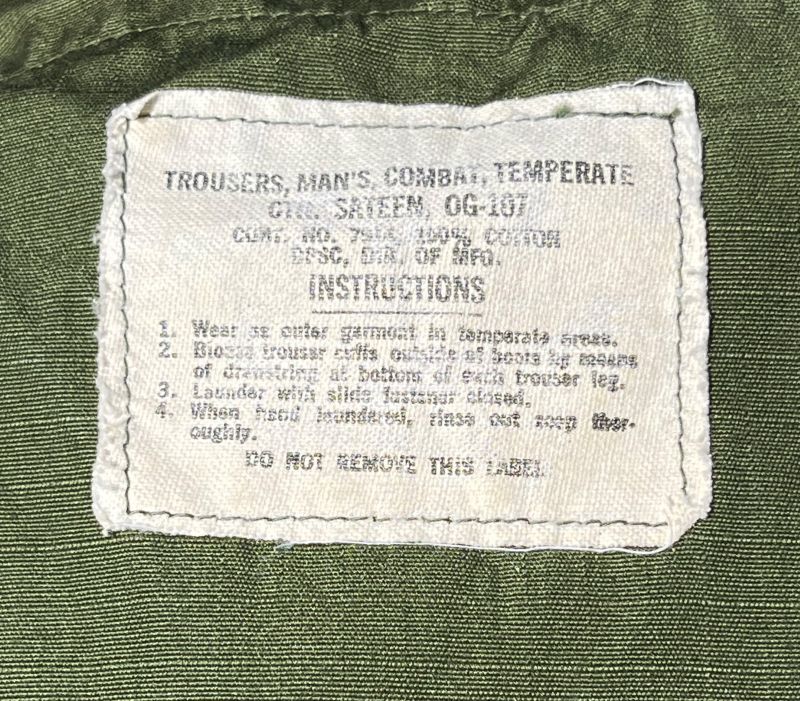 TROUSERS, MAN'S, COMBAT, TEMPERATE
CTN. SATEEN, OG-107
CONT. NO. 100% COTTON
DPSC, DIR. OF MFG.
INSTRUCTIONS
1. Wear as outer garment in temperate areas.
2. Blouse trouser cuffs outside of boots by means
of drawstring at bottom of each trouser leg.
3. Launder with slide fastener closed.
4. When hand laundered, rinse out soap thor-
oughly.
DO NOT REMOVE THIS LABEL